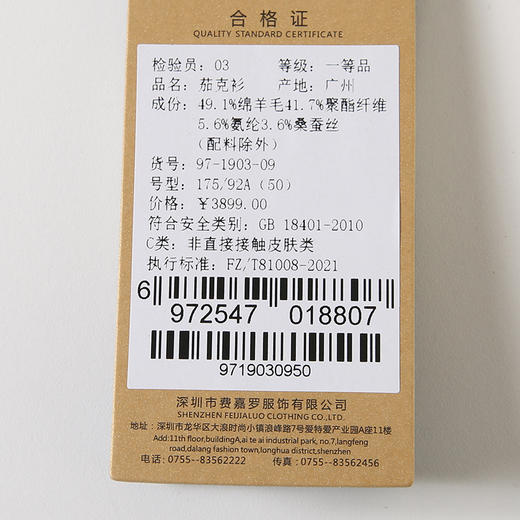 合格证
QUALITY STANDARD CERTIFICATE
检验员：03 等级：一等品
品名：茄克衫 产地：广州
成份：49.1%绵羊毛41.7%聚酯纤维
5.6%氨纶3.6%桑蚕丝
（配料除外）
货号：97-1903-09
号型：175/92A（50）
价格：￥3899.00
符合安全类别：GB 18401-2010
C类：非直接接触皮肤类
执行标准：FZ/T81008-2021
6 972547 018807
9719030950
深圳市费嘉罗服饰有限公司
SHENZHEN FEIJIALUO CLOTHING CO.,LTD.
地址：深圳市龙华区大浪时尚小镇浪峰路7号爱特爱产业园A座11楼
Add:11th floor,buildingA,ai te ai industrial park, no.7,langfeng
road,dalang fashion town,longhua district,shenzhen
电话：0755--83562222 传真：0755--83562456